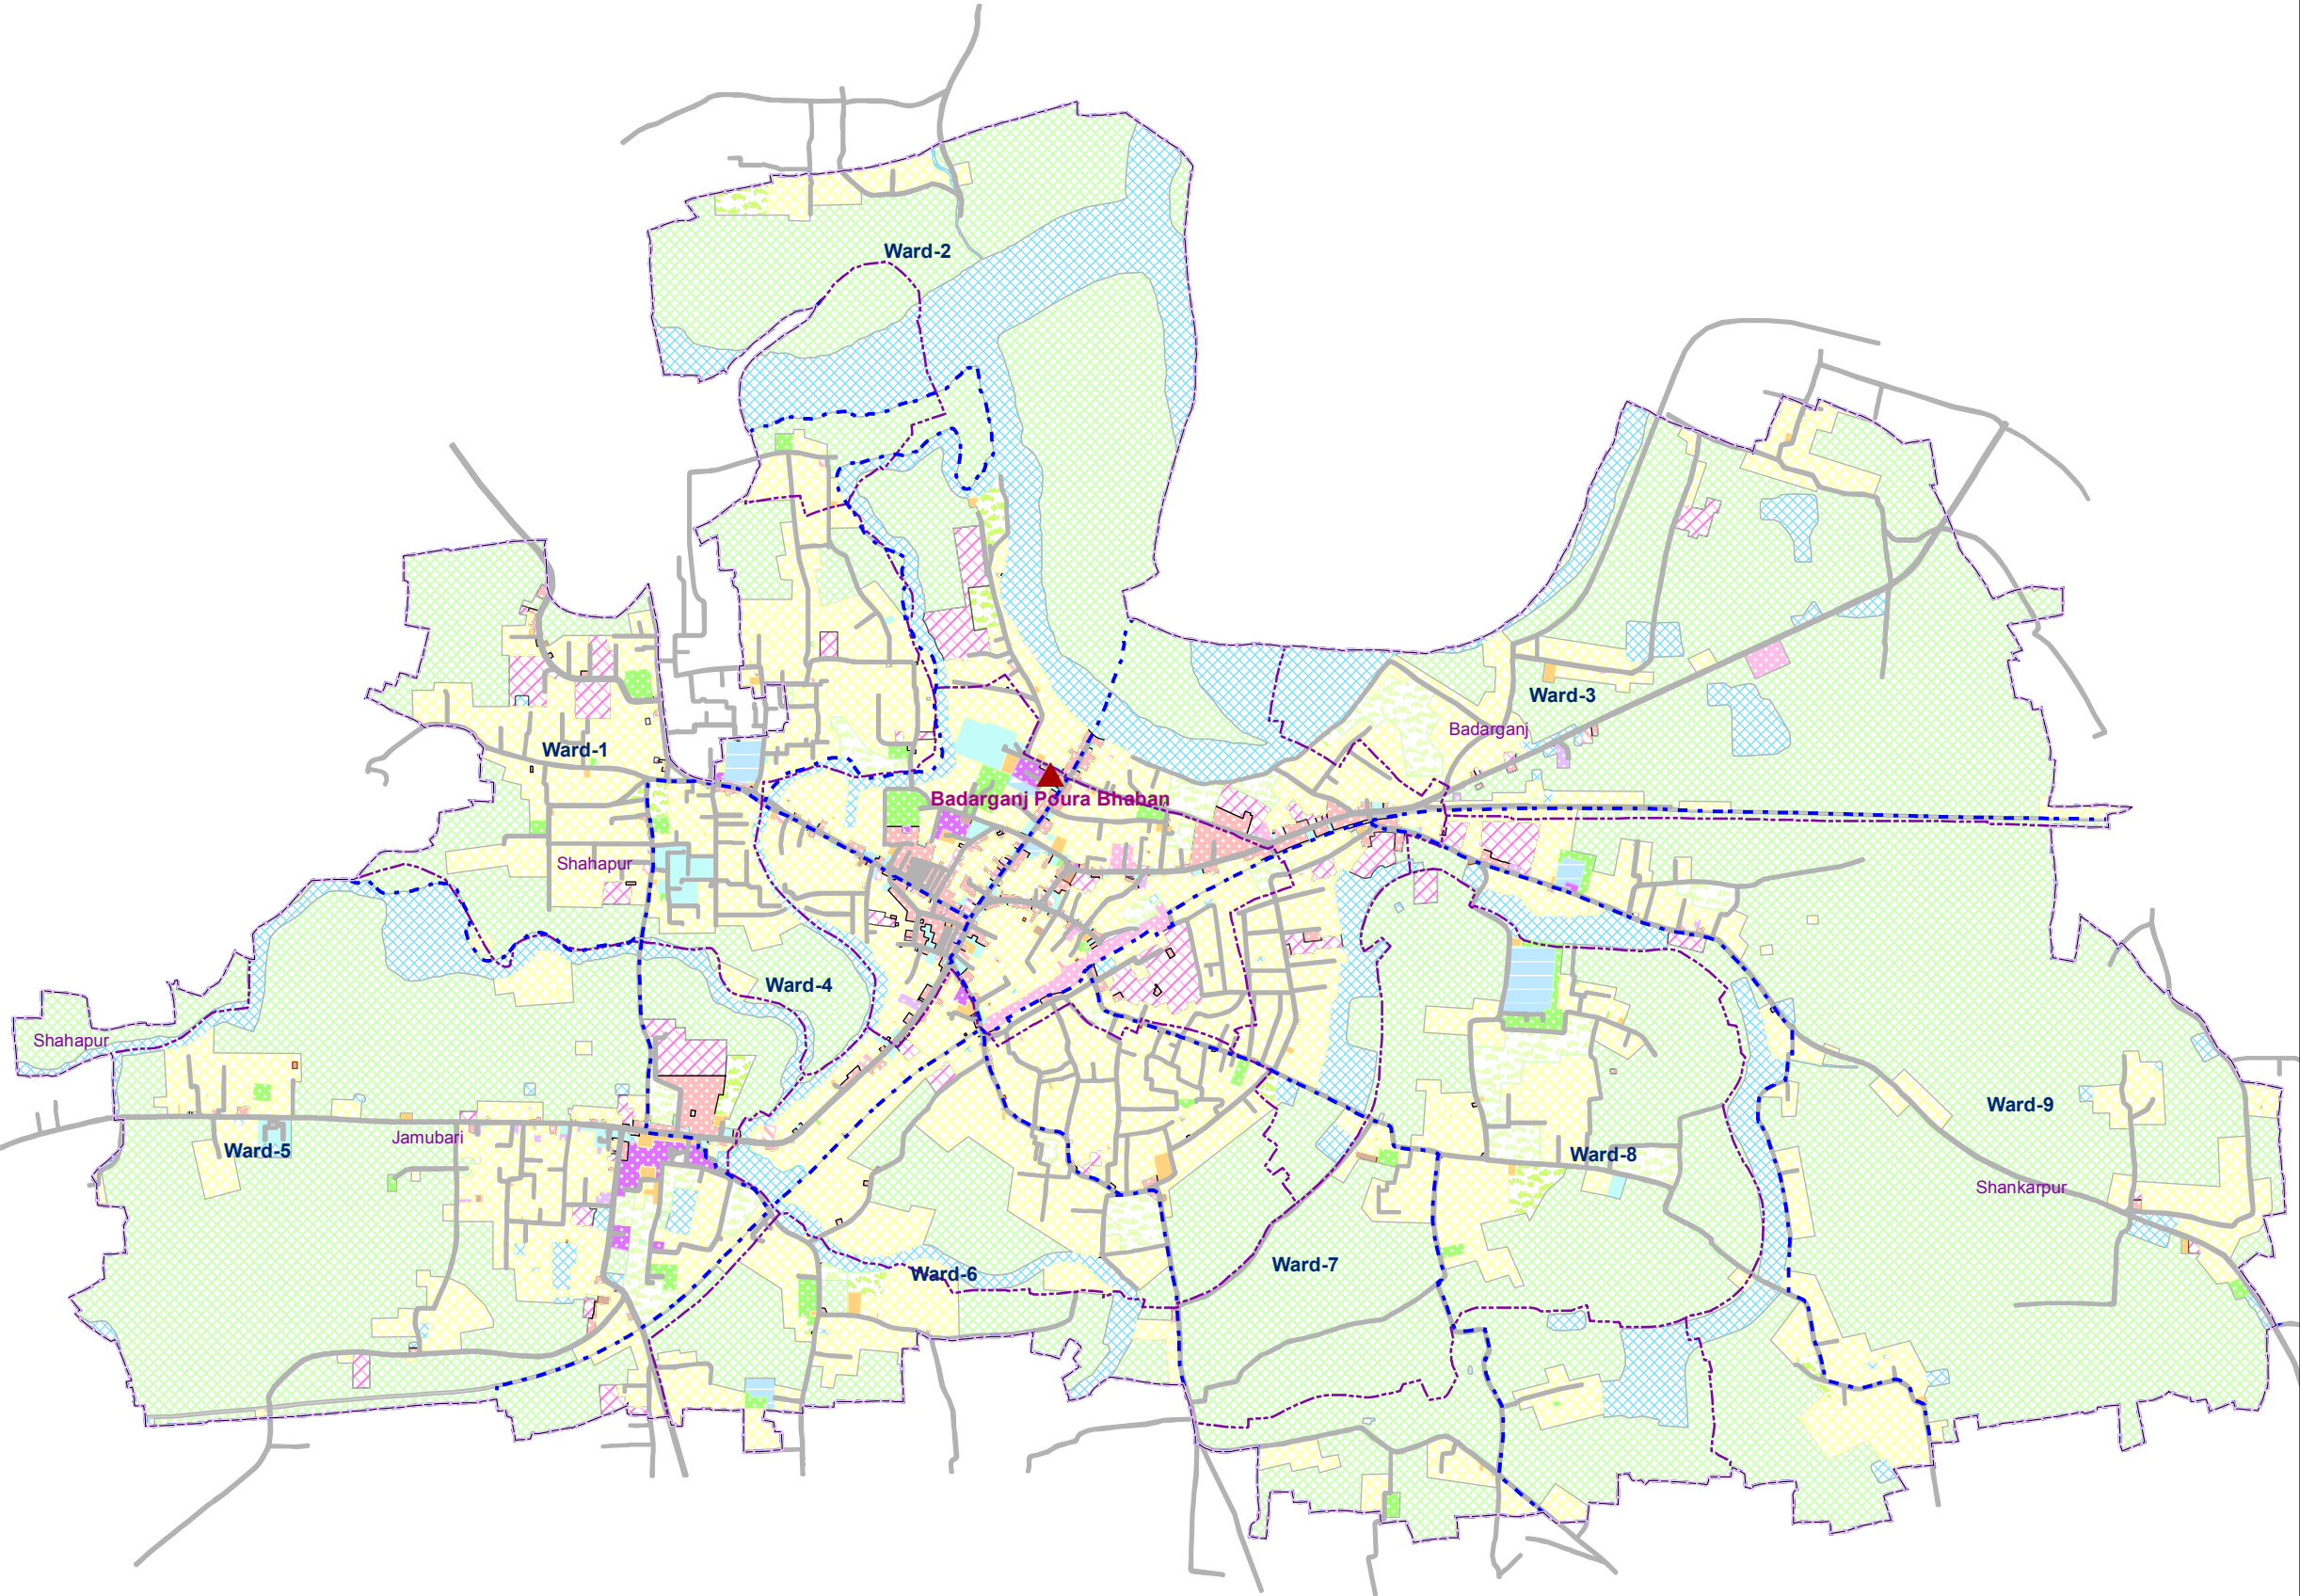 Ward-2
Ward-3
Badarganj
Ward-1
Badarganj Poura Bhaban
Shahapur
Ward-4
Shahapur
Ward-9
Jamubari
Ward-5
Ward-8
Shankarpur
Ward-7
Ward-6